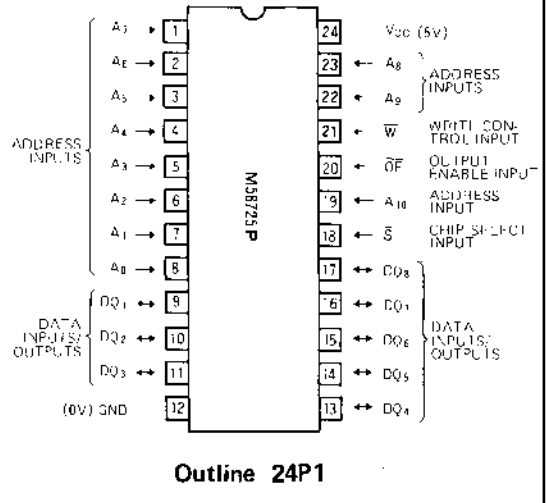 A₇ → 1
A₆ → 2
A₅ → 3
A₄ → 4
A₃ → 5
A₂ → 6
A₁ → 7
A₀ → 8
ADDRESS
INPUTS
DQ₁ ↔ 9
DQ₂ ↔ 10
DQ₃ ↔ 11
DATA
INPUTS/
OUTPUTS
(0V) GND 12
M58725P
24 Vcc (5V)
23 ← A₈
22 ← A₉
ADDRESS
INPUTS
21 ← W̅ WRITE CON-
TROL INPUT
20 ← O̅E̅ OUTPUT
ENABLE INPUT
19 ← A₁₀ ADDRESS
INPUT
18 ← S̅ CHIP SELECT
INPUT
17 ↔ DQ₈
16 ↔ DQ₇
15 ↔ DQ₆
14 ↔ DQ₅
13 ↔ DQ₄
DATA
INPUTS/
OUTPUTS
Outline 24P1